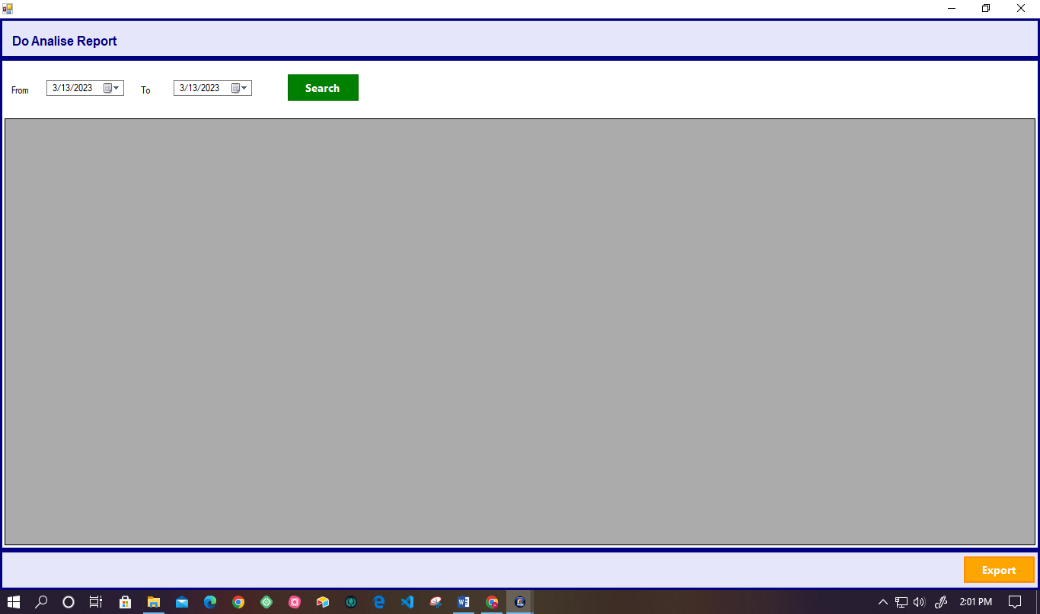 Do Analise Report
From 3/13/2023 To 3/13/2023 Search
Export
2:01 PM